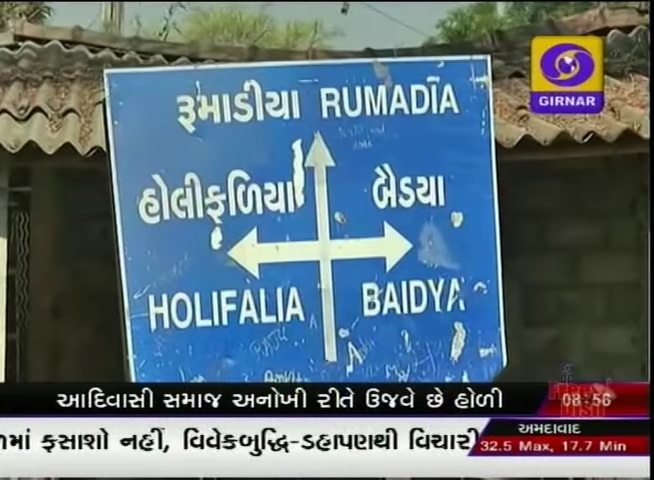 રૂમાડીયા RUMADIA
GIRNAR
હોલીફળિયા
બૈડયા
HOLIFALIA
BAIDYA
આદિવાસી સમાજ અનોખી રીતે ઉજવે છે હોળી
08:56
ફસાશો નહીં, વિવેકબુદ્ધિ-ડહાપણથી વિચારી
અમદાવાદ
32.5 Max, 17.7 Min